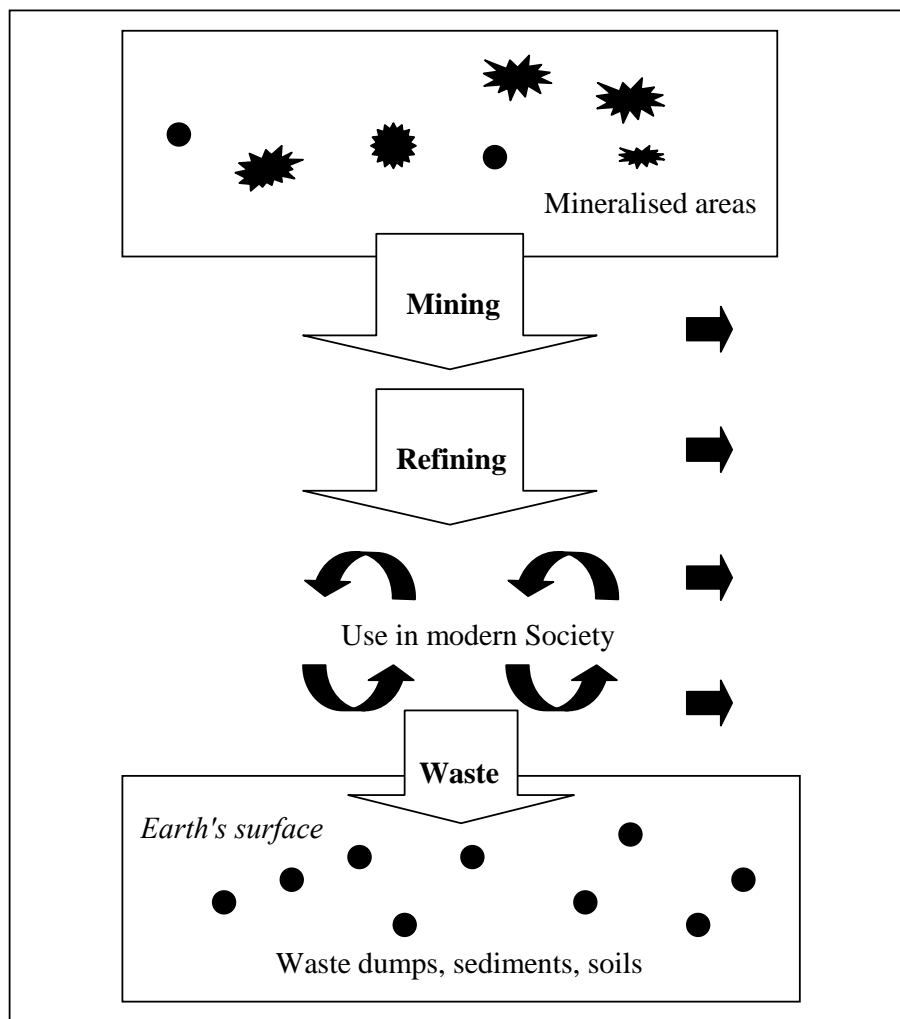 Mineralised areas
Mining
Refining
Use in modern Society
Waste
Earth's surface
Waste dumps, sediments, soils